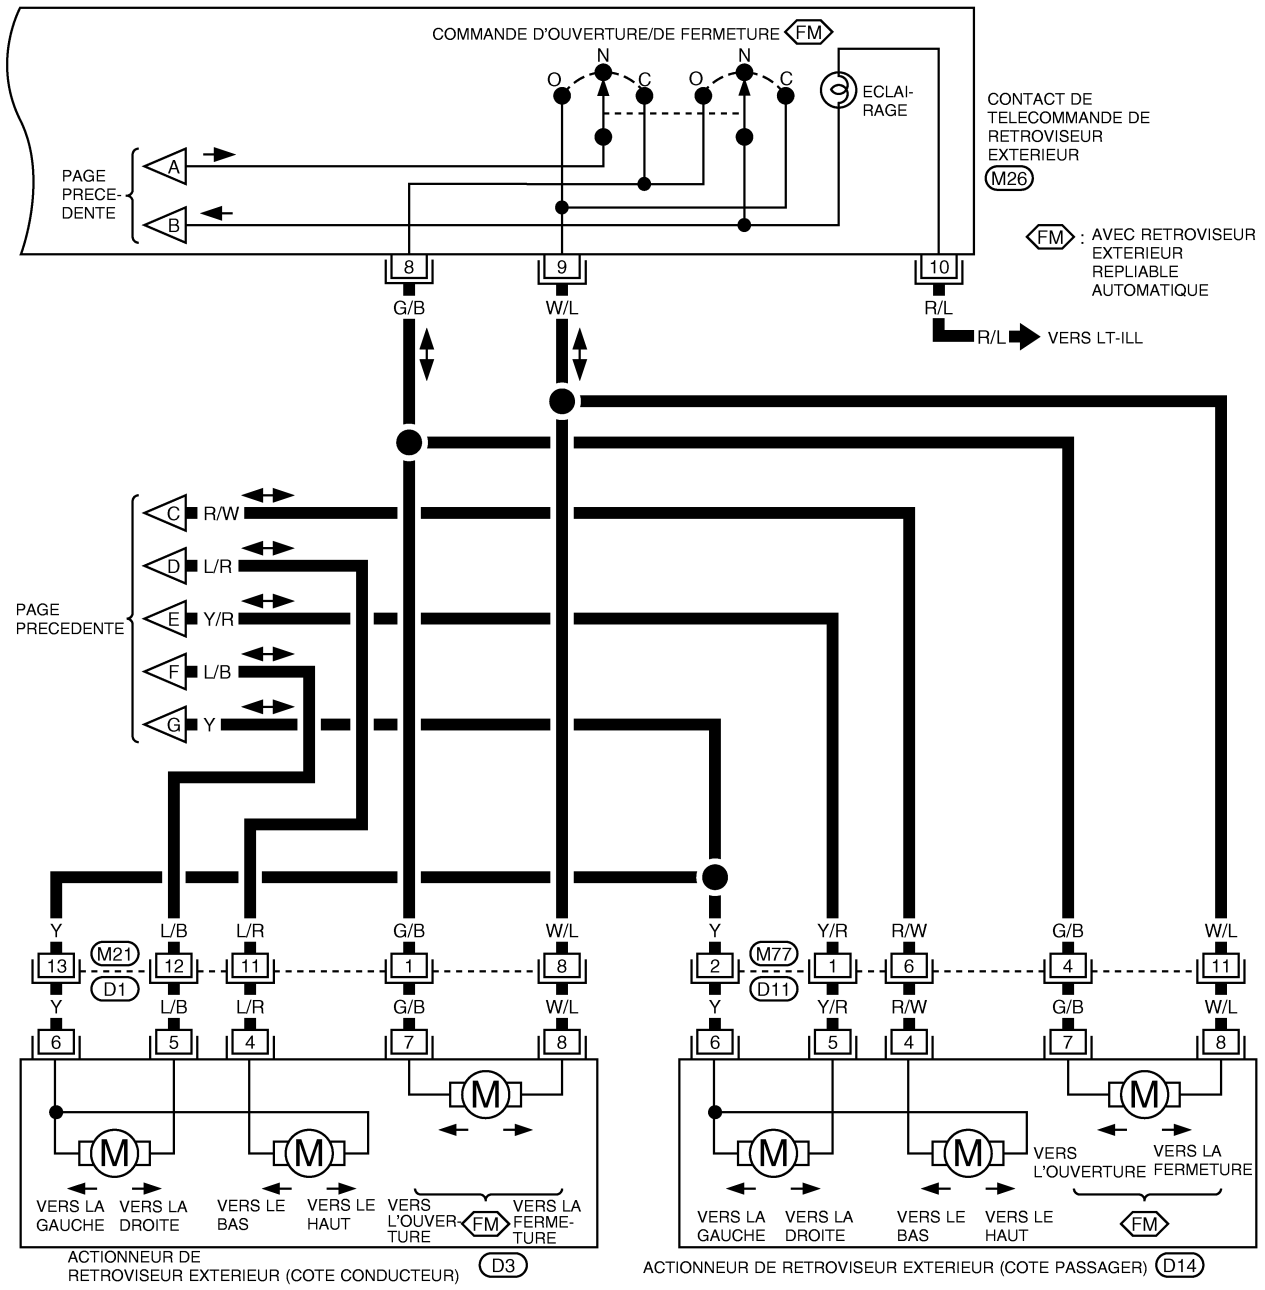 COMMANDE D'OUVERTURE/DE FERMETURE FM
N N
O C O C
ECLAI-
RAGE
CONTACT DE
TELECOMMANDE DE
RETROVISEUR
EXTERIEUR
M26
PAGE
PRECE-
DENTE
A
B
FM : AVEC RETROVISEUR
EXTERIEUR
REPLIABLE
AUTOMATIQUE
8 9 10
G/B W/L R/L
R/L VERS LT-ILL
PAGE
PRECEDENTE
C R/W
D L/R
E Y/R
F L/B
G Y
Y L/B L/R G/B W/L Y Y/R R/W G/B W/L
M21 M77
13 12 11 1 8 2 1 6 4 11
D1 D11
Y L/B L/R G/B W/L Y Y/R R/W G/B W/L
6 5 4 7 8 6 5 4 7 8
M M
M M M M
VERS LA
GAUCHE
VERS LA
DROITE
VERS LE
BAS
VERS LE
HAUT
VERS
L'OUVER-
TURE
FM
VERS LA
FERME-
TURE
VERS LA
GAUCHE
VERS LA
DROITE
VERS LE
BAS
VERS LE
HAUT
VERS
L'OUVERTURE
VERS LA
FERMETURE
FM
ACTIONNEUR DE
RETROVISEUR EXTERIEUR (COTE CONDUCTEUR)
D3
ACTIONNEUR DE RETROVISEUR EXTERIEUR (COTE PASSAGER) D14